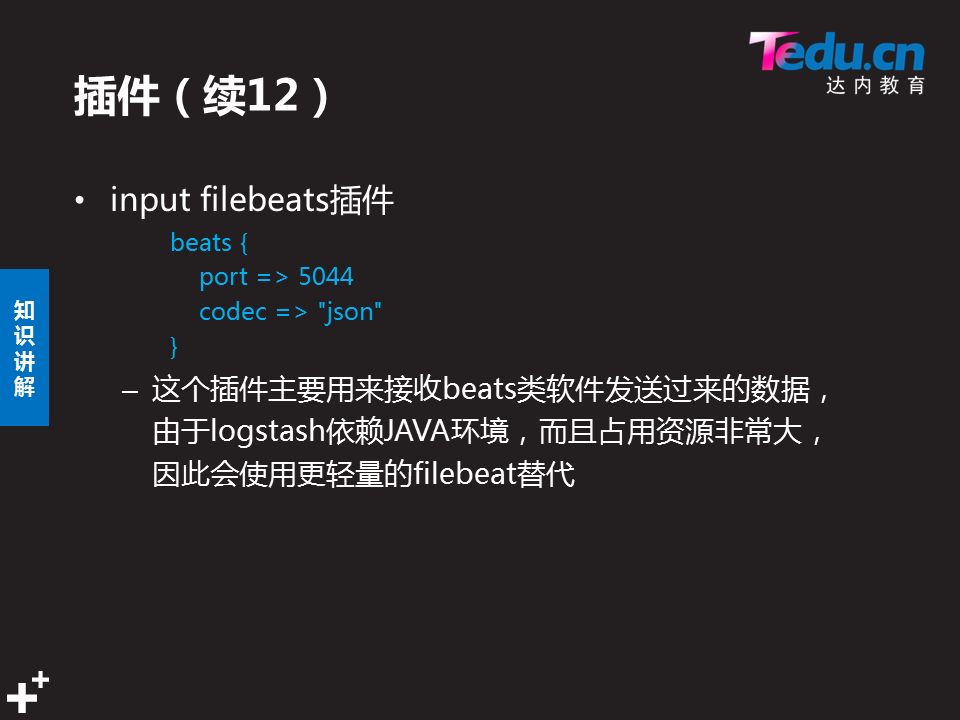 Tedu.cn
达内教育
插件（续12）
• input filebeats插件
beats {
port => 5044
codec => "json"
}
– 这个插件主要用来接收beats类软件发送过来的数据，
由于logstash依赖JAVA环境，而且占用资源非常大，
因此会使用更轻量的filebeat替代
知
识
讲
解